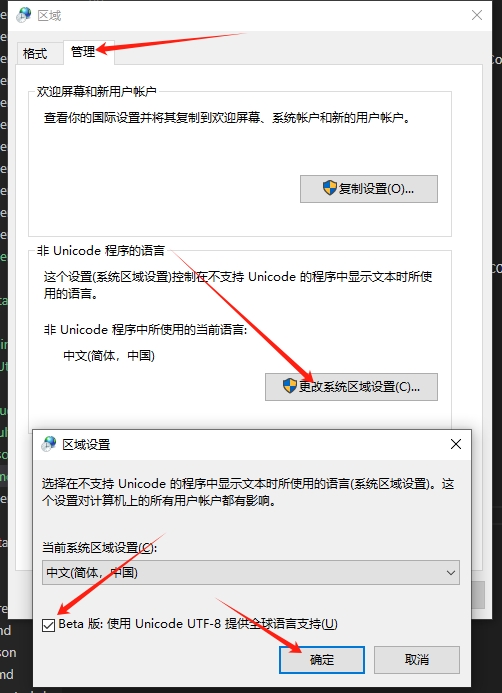 区域
格式
管理
欢迎屏幕和新用户帐户
查看你的国际设置并将其复制到欢迎屏幕、系统帐户和新的用户帐户。
复制设置(O)...
非 Unicode 程序的语言
这个设置(系统区域设置)控制在不支持 Unicode 的程序中显示文本时所使
用的语言。
非 Unicode 程序中所使用的当前语言:
中文(简体，中国)
更改系统区域设置(C)...
区域设置
选择在不支持 Unicode 的程序中显示文本时所使用的语言(系统区域设置)。这
个设置对计算机上的所有用户帐户都有影响。
当前系统区域设置(C):
中文(简体，中国)
Beta 版: 使用 Unicode UTF-8 提供全球语言支持(U)
确定
取消